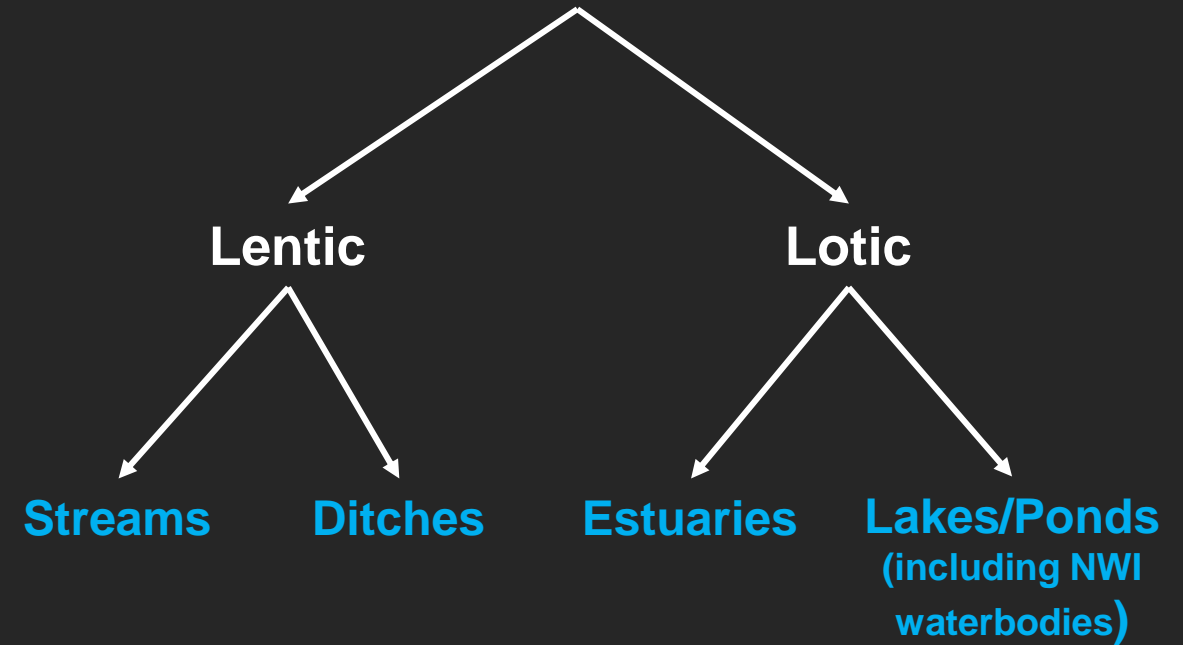 Lentic
Lotic
Streams
Ditches
Estuaries
Lakes/Ponds
(including NWI
waterbodies)